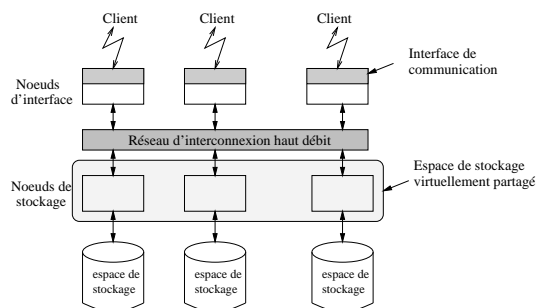 Client
Client
Client
Interface de
communication
Noeuds
d'interface
Réseau d'interconnexion haut débit
Espace de stockage
virtuellement partagé
Noeuds de
stockage
espace de
stockage
espace de
stockage
espace de
stockage